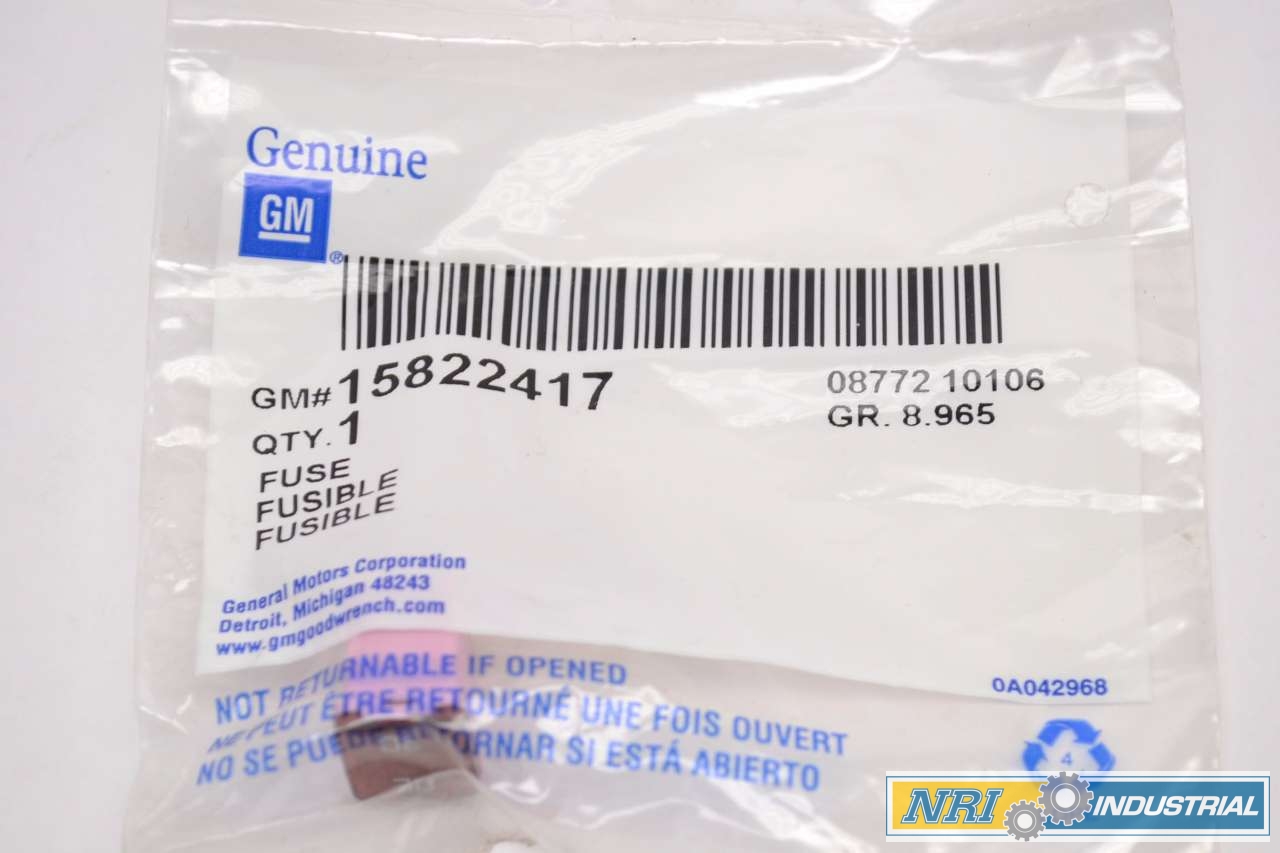 Genuine
GM
®
GM# 15822417
QTY. 1
FUSE
FUSIBLE
FUSIBLE
08772 10106
GR. 8.965
General Motors Corporation
Detroit, Michigan 48243
www.gmgoodwrench.com
0A042968
NOT RETURNABLE IF OPENED
NE PEUT ÊTRE RETOURNÉ UNE FOIS OUVERT
NO SE PUEDE RETORNAR SI ESTÁ ABIERTO
4
NRI INDUSTRIAL